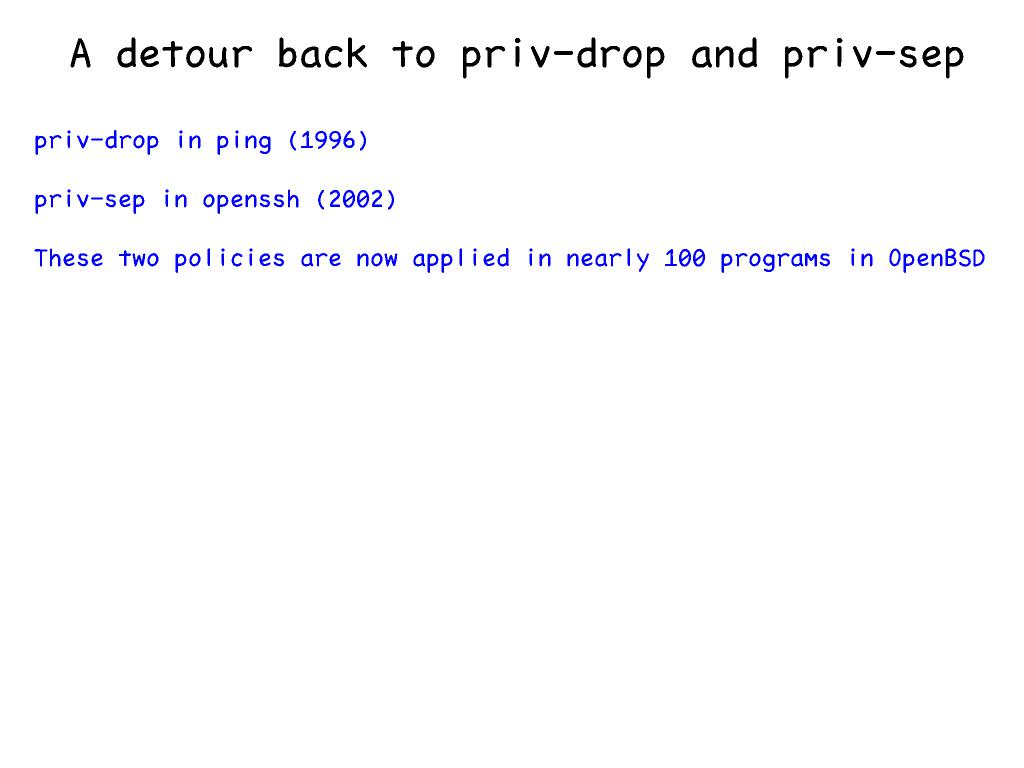 A detour back to priv-drop and priv-sep
priv-drop in ping (1996)
priv-sep in openssh (2002)
These two policies are now applied in nearly 100 programs in OpenBSD